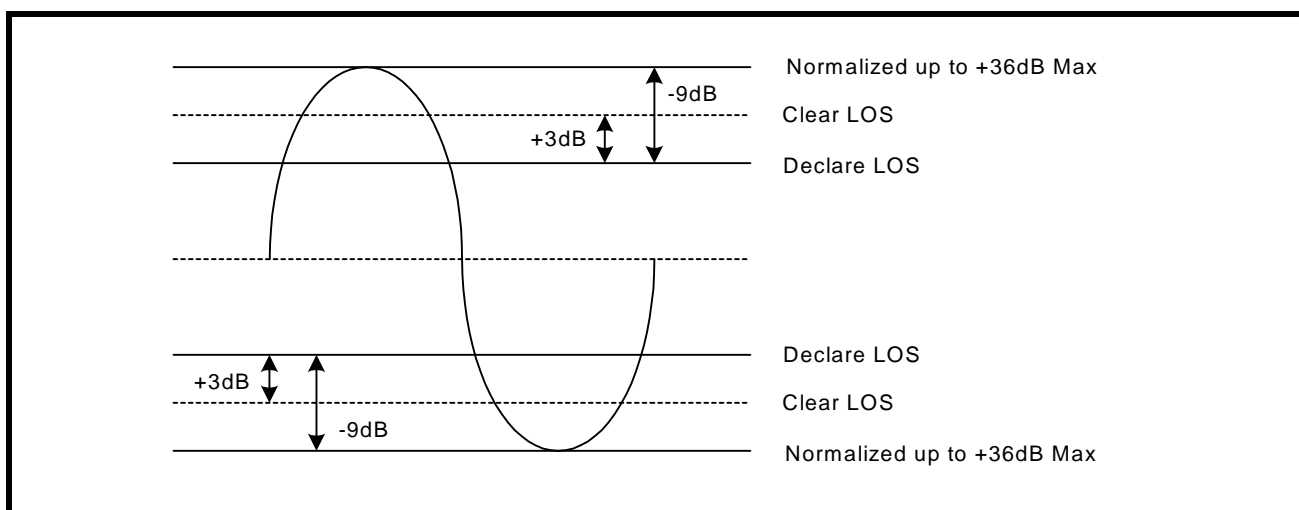 Normalized up to +36dB Max
-9dB
Clear LOS
+3dB
Declare LOS
Declare LOS
+3dB
Clear LOS
-9dB
Normalized up to +36dB Max